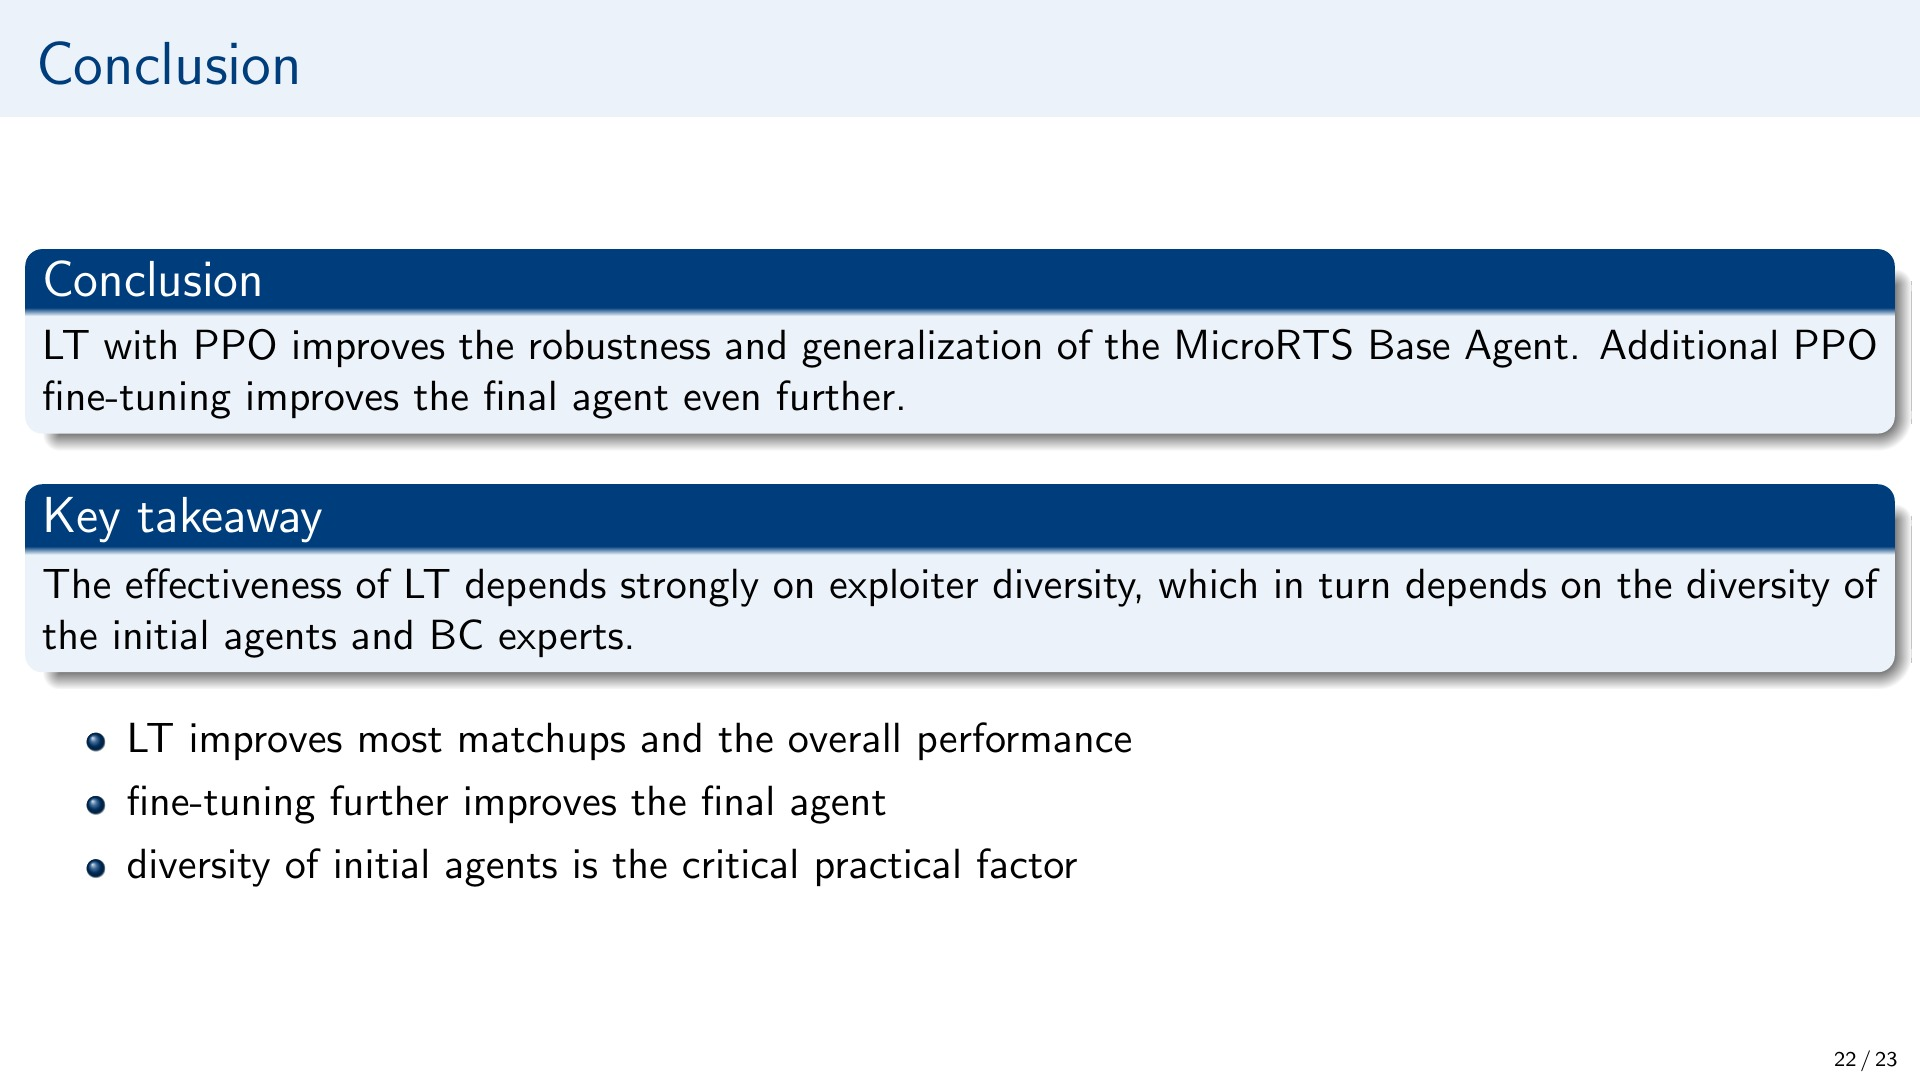 Conclusion
Conclusion
LT with PPO improves the robustness and generalization of the MicroRTS Base Agent. Additional PPO
fine-tuning improves the final agent even further.
Key takeaway
The effectiveness of LT depends strongly on exploiter diversity, which in turn depends on the diversity of
the initial agents and BC experts.
LT improves most matchups and the overall performance
fine-tuning further improves the final agent
diversity of initial agents is the critical practical factor
22 / 23